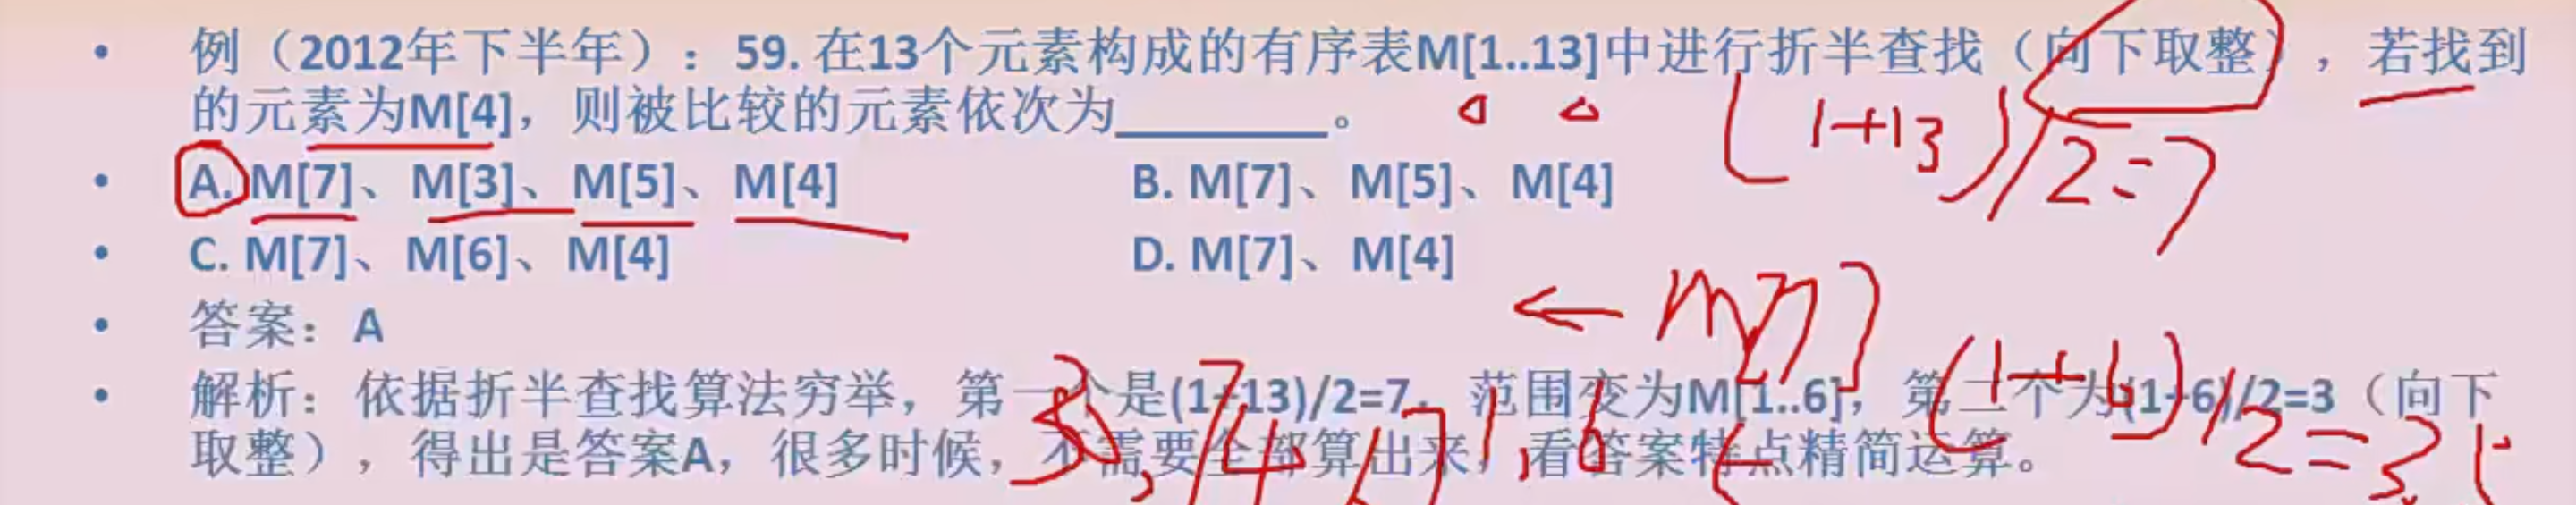 • 例（2012年下半年）：59. 在13个元素构成的有序表M[1..13]中进行折半查找（向下取整），若找到
的元素为M[4]，则被比较的元素依次为________。
(1+13)/2=7
• A. M[7]、M[3]、M[5]、M[4] B. M[7]、M[5]、M[4]
• C. M[7]、M[6]、M[4] D. M[7]、M[4]
← M[7]
• 答案：A
• 解析：依据折半查找算法穷举，第一个是(1+13)/2=7，范围变为M[1..6]，第二个为(1+6)/2=3（向下
取整），得出是答案A，很多时候，不需要全部算出来，看答案特点精简运算。
(1+6)/2=3.5